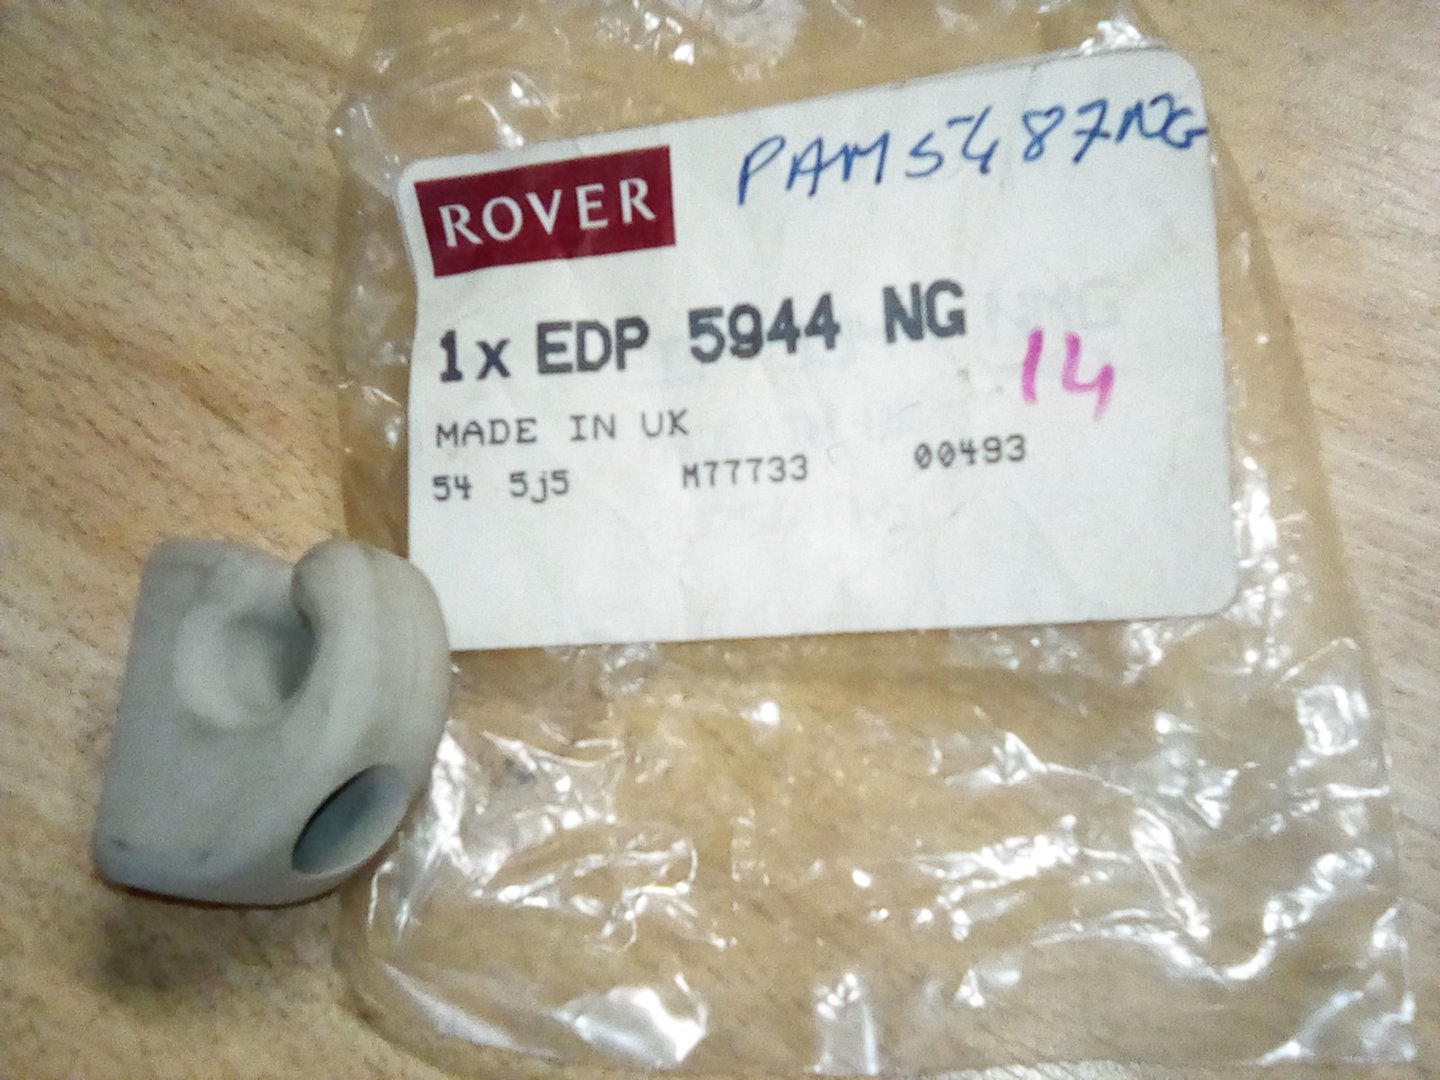 ROVER
PAM5487NG
1x EDP 5944 NG
14
MADE IN UK
54 5j5 M77733 00493